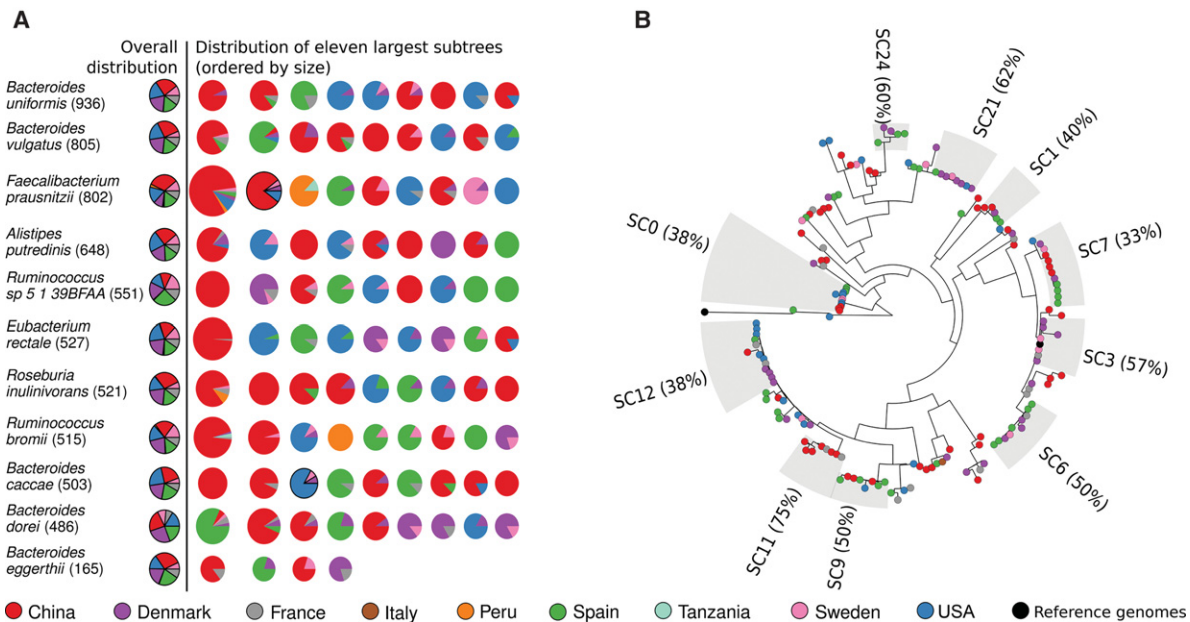 A
Overall
distribution
Distribution of eleven largest subtrees
(ordered by size)
Bacteroides
uniformis (936)
Bacteroides
vulgatus (805)
Faecalibacterium
prausnitzii (802)
Alistipes
putredinis (648)
Ruminococcus
sp 5 1 39BFAA (551)
Eubacterium
rectale (527)
Roseburia
inulinivorans (521)
Ruminococcus
bromii (515)
Bacteroides
caccae (503)
Bacteroides
dorei (486)
Bacteroides
eggerthii (165)
B
SC24 (60%)
SC21 (62%)
SC1 (40%)
SC0 (38%)
SC7 (33%)
SC3 (57%)
SC12 (38%)
SC6 (50%)
SC11 (75%)
SC9 (50%)
China
Denmark
France
Italy
Peru
Spain
Tanzania
Sweden
USA
Reference genomes